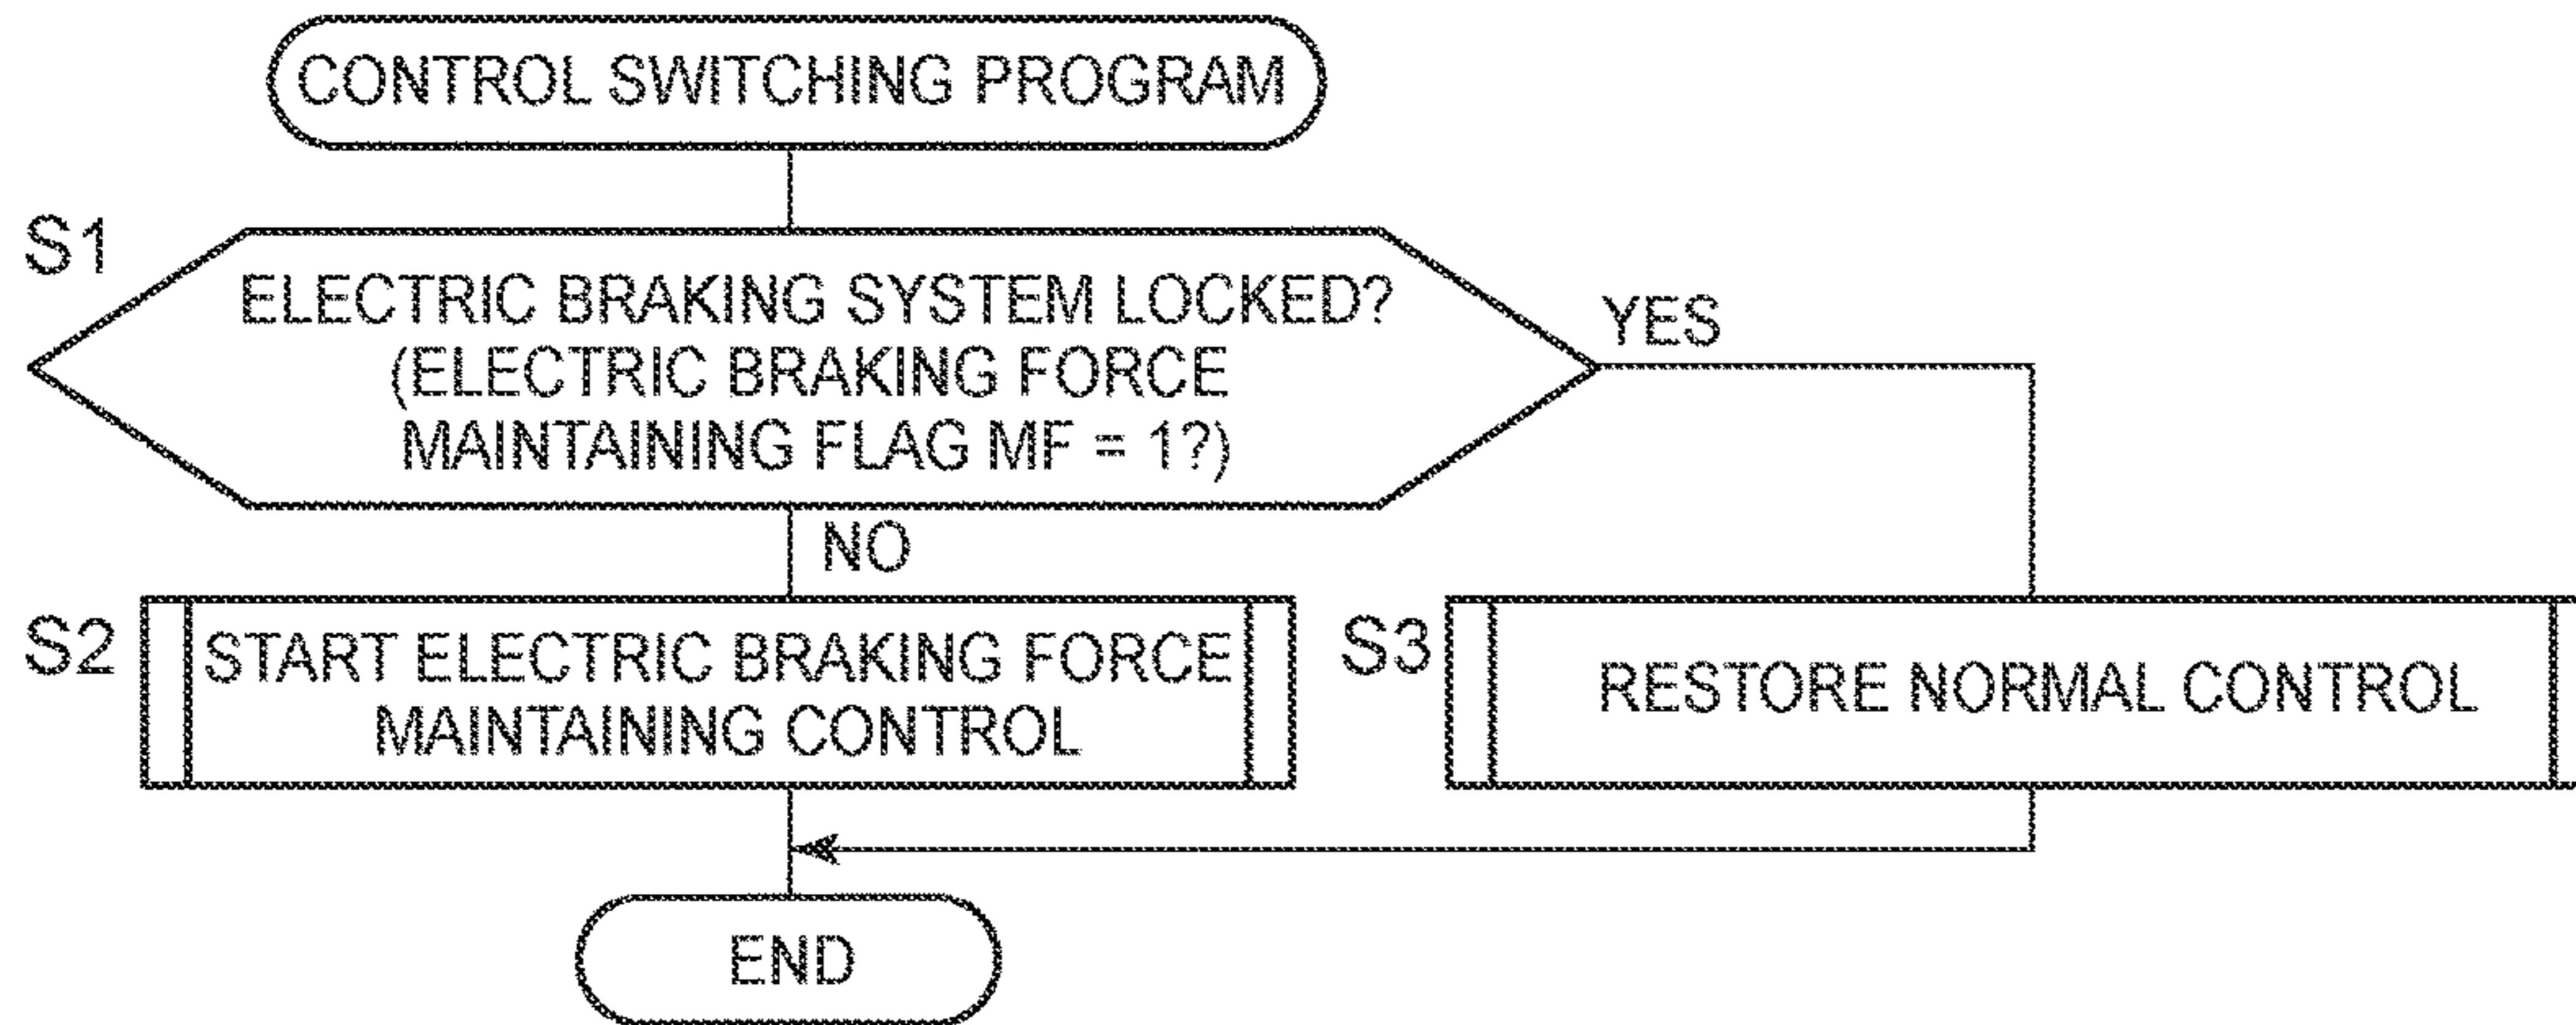 CONTROL SWITCHING PROGRAM
S1
ELECTRIC BRAKING SYSTEM LOCKED?
(ELECTRIC BRAKING FORCE
MAINTAINING FLAG MF = 1?)
YES
NO
S2
START ELECTRIC BRAKING FORCE
MAINTAINING CONTROL
S3
RESTORE NORMAL CONTROL
END